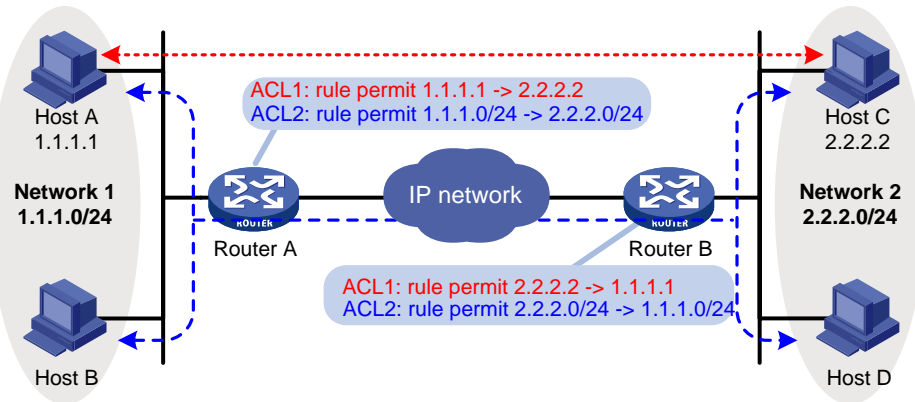 ACL1: rule permit 1.1.1.1 -> 2.2.2.2
ACL2: rule permit 1.1.1.0/24 -> 2.2.2.0/24
Host A
1.1.1.1
Host C
2.2.2.2
Network 1
1.1.1.0/24
IP network
Network 2
2.2.2.0/24
ROUTER
ROUTER
Router A
Router B
ACL1: rule permit 2.2.2.2 -> 1.1.1.1
ACL2: rule permit 2.2.2.0/24 -> 1.1.1.0/24
Host B
Host D